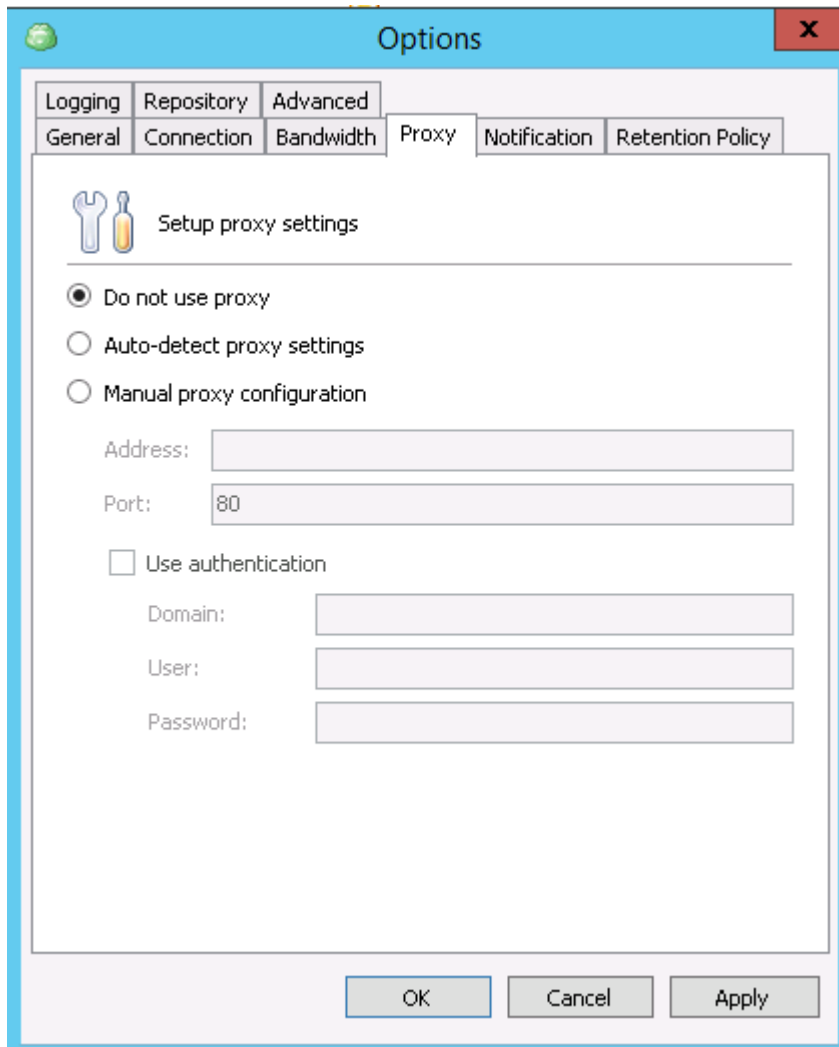 Options
x
Logging Repository Advanced
General Connection Bandwidth Proxy Notification Retention Policy
Setup proxy settings
Do not use proxy
Auto-detect proxy settings
Manual proxy configuration
Address:
Port: 80
Use authentication
Domain:
User:
Password:
OK Cancel Apply